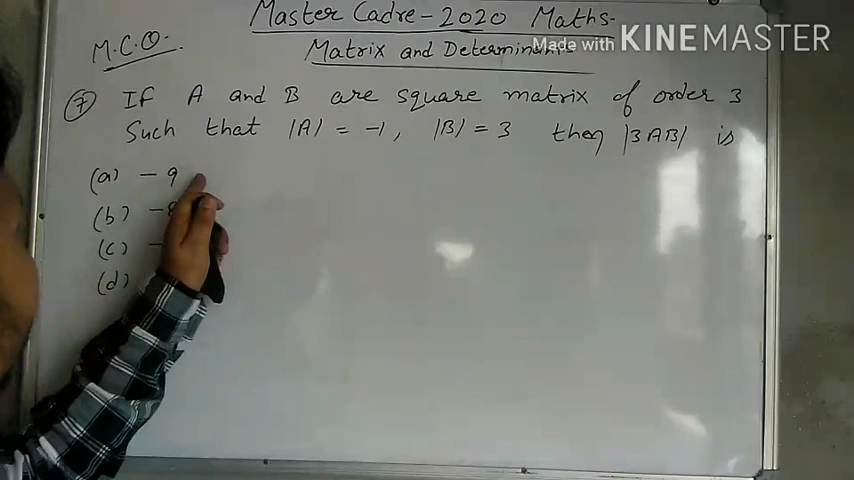 Master Cadre - 2020 Maths.
Made with KINEMASTER
M.C.Q.
Matrix and Determinants
(7) If A and B are square matrix of order 3
Such that |A| = -1, |B| = 3 then |3AB| is
(a) -9
(b) -8
(c) -
(d)